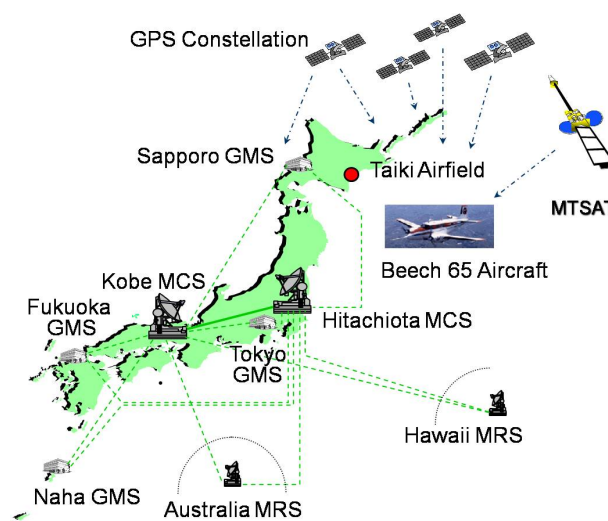 GPS Constellation
Sapporo GMS
Taiki Airfield
MTSAT
Beech 65 Aircraft
Kobe MCS
Fukuoka
GMS
Hitachiota MCS
Tokyo
GMS
Hawaii MRS
Naha GMS
Australia MRS